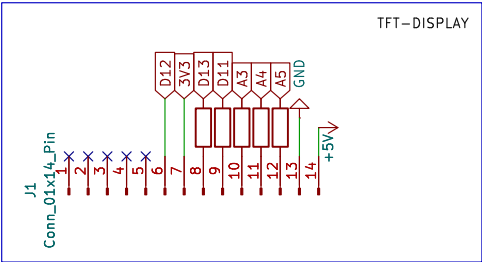 TFT-DISPLAY
D12
3V3
D13
D11
A3
A4
A5
GND
+5V
J1
Conn_01x14_Pin
1
2
3
4
5
6
7
8
9
10
11
12
13
14